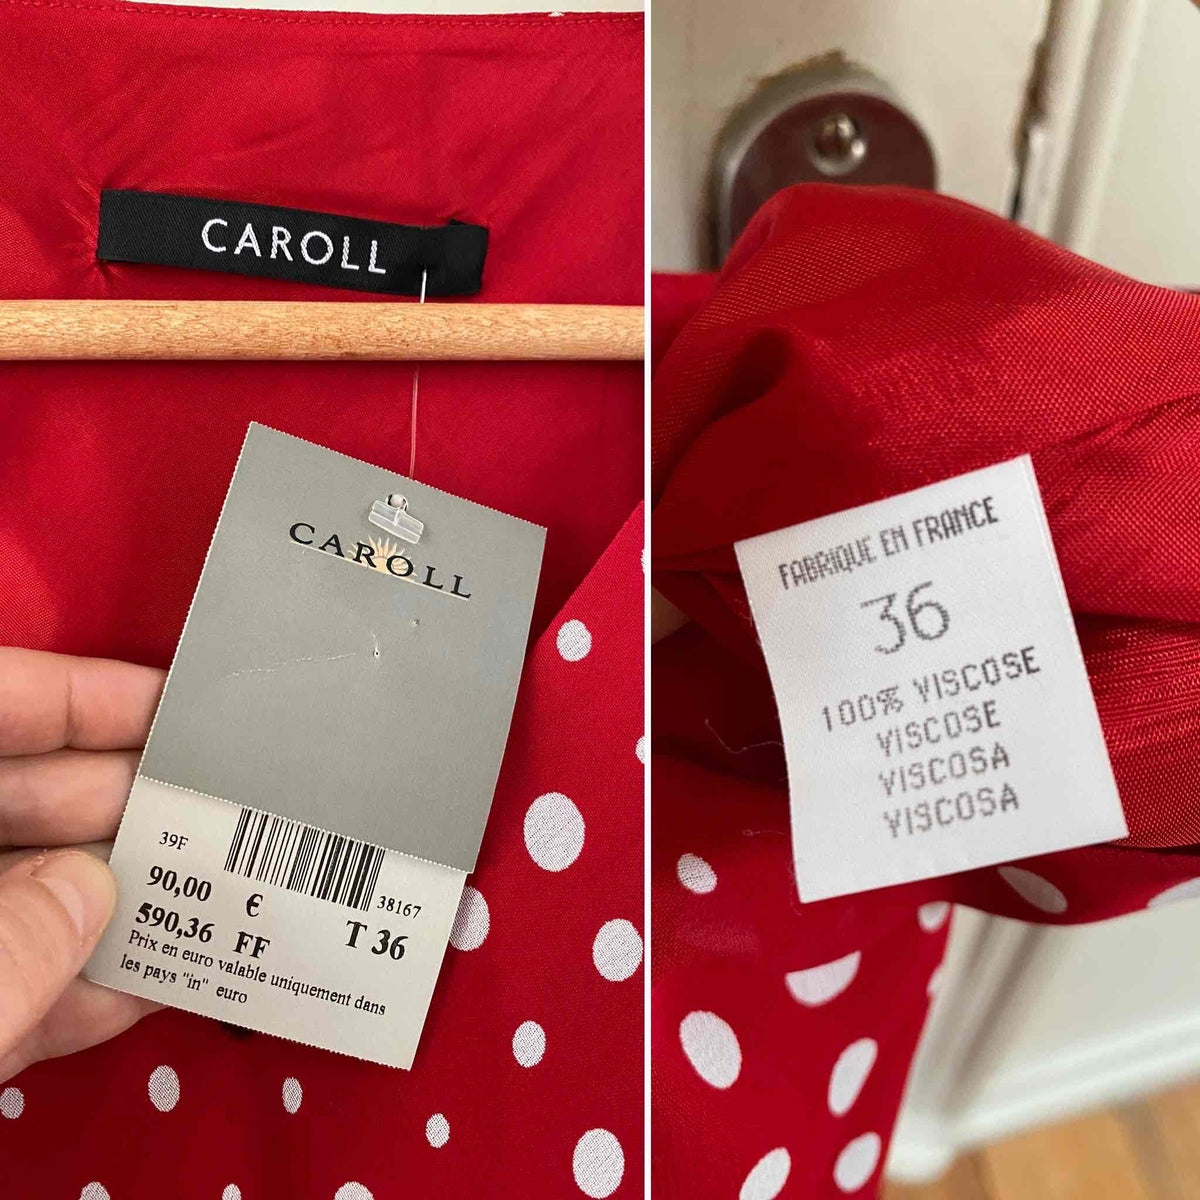 CAROLL
CAROLL
39F
38167
90,00 €
590,36 FF
T 36
Prix en euro valable uniquement dans
les pays "in" euro
FABRIQUE EN FRANCE
36
100% VISCOSE
VISCOSE
VISCOSA
VISCOSA